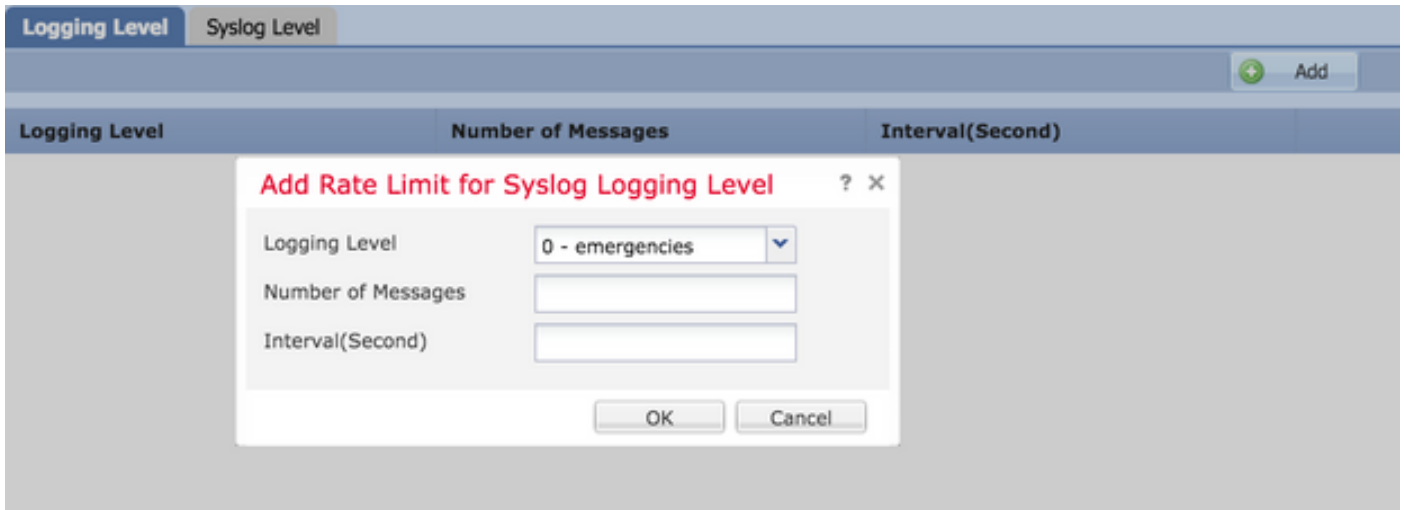 Logging Level Syslog Level
Add
Logging Level Number of Messages Interval(Second)
Add Rate Limit for Syslog Logging Level ? ×
Logging Level 0 - emergencies
Number of Messages
Interval(Second)
OK Cancel